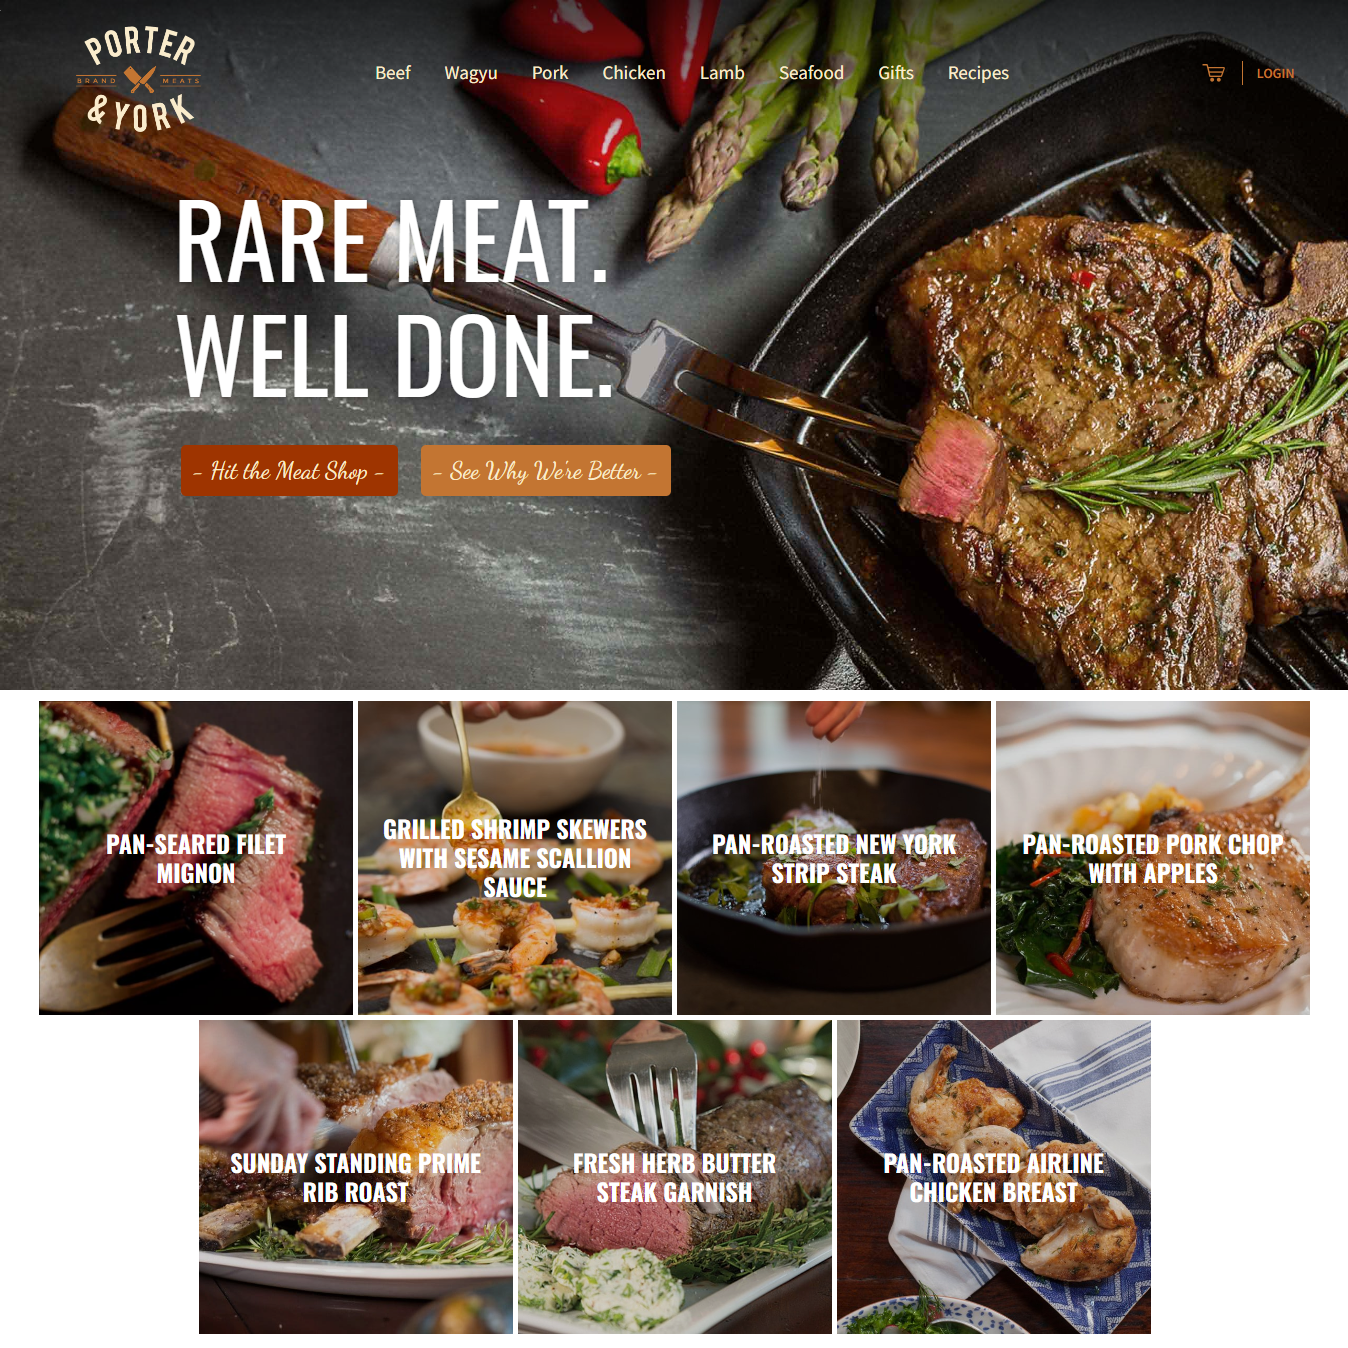 PORTER
BRAND MEATS
& YORK
Beef Wagyu Pork Chicken Lamb Seafood Gifts Recipes
LOGIN
RARE MEAT.
WELL DONE.
- Hit the Meat Shop - - See Why We're Better -
PAN-SEARED FILET
MIGNON
GRILLED SHRIMP SKEWERS
WITH SESAME SCALLION
SAUCE
PAN-ROASTED NEW YORK
STRIP STEAK
PAN-ROASTED PORK CHOP
WITH APPLES
SUNDAY STANDING PRIME
RIB ROAST
FRESH HERB BUTTER
STEAK GARNISH
PAN-ROASTED AIRLINE
CHICKEN BREAST